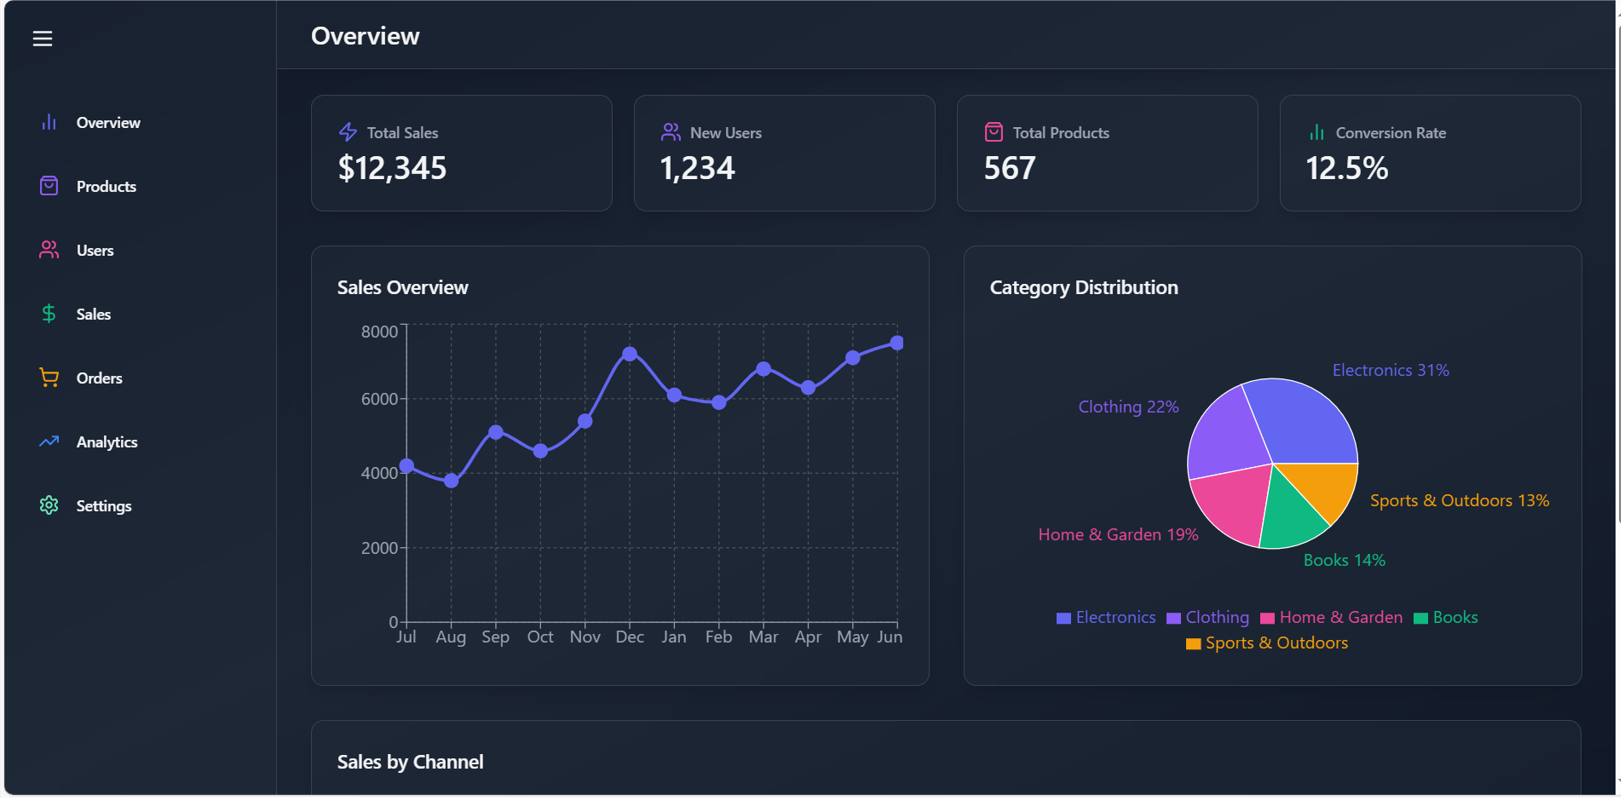 Overview
Overview
Products
Users
Sales
Orders
Analytics
Settings
Total Sales
$12,345
New Users
1,234
Total Products
567
Conversion Rate
12.5%
Sales Overview
8000
6000
4000
2000
0
Jul Aug Sep Oct Nov Dec Jan Feb Mar Apr May Jun
Category Distribution
Electronics 31%
Clothing 22%
Sports & Outdoors 13%
Home & Garden 19%
Books 14%
Electronics Clothing Home & Garden Books
Sports & Outdoors
Sales by Channel